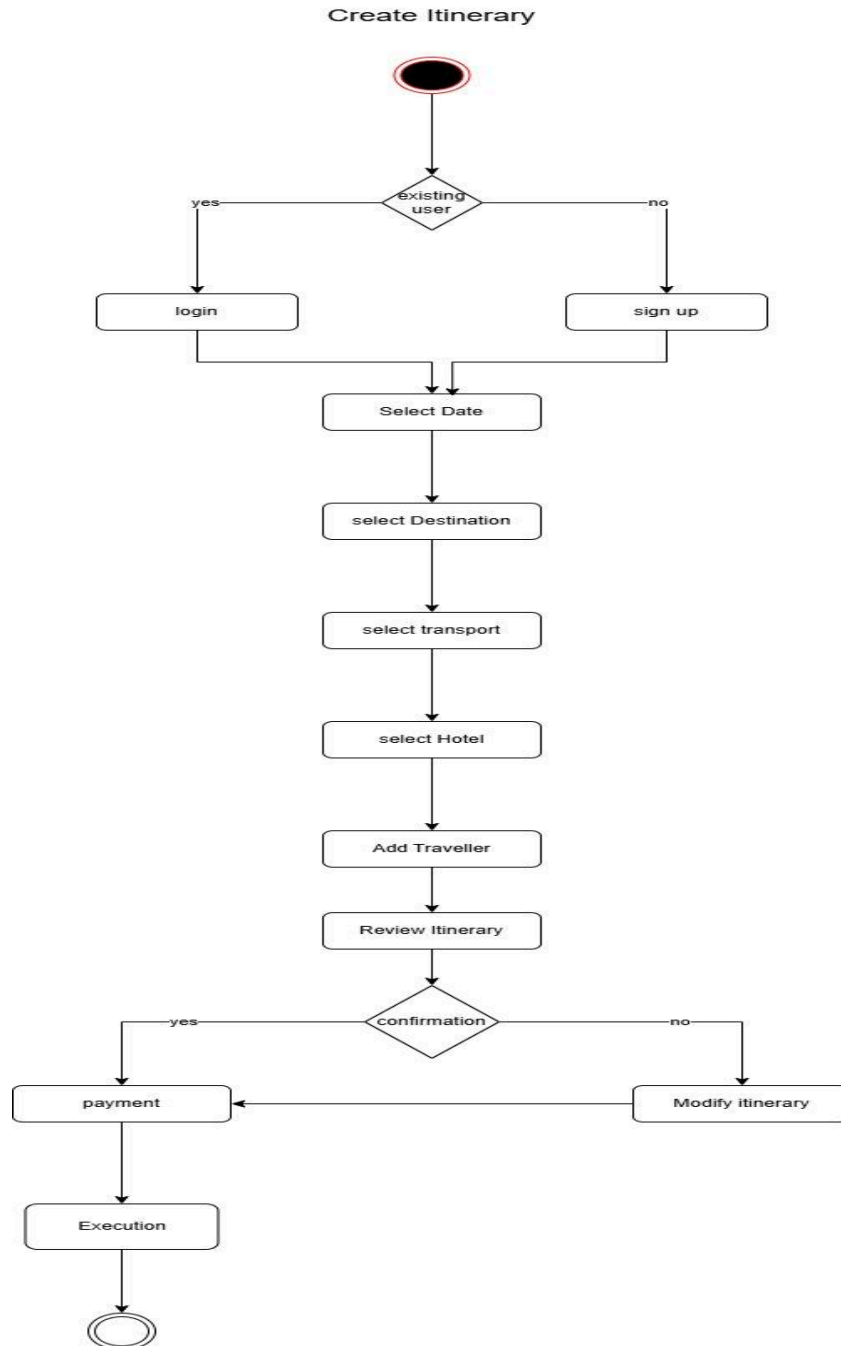 Create Itinerary
existing
user
yes
no
login
sign up
Select Date
select Destination
select transport
select Hotel
Add Traveller
Review Itinerary
confirmation
yes
no
payment
Modify itinerary
Execution